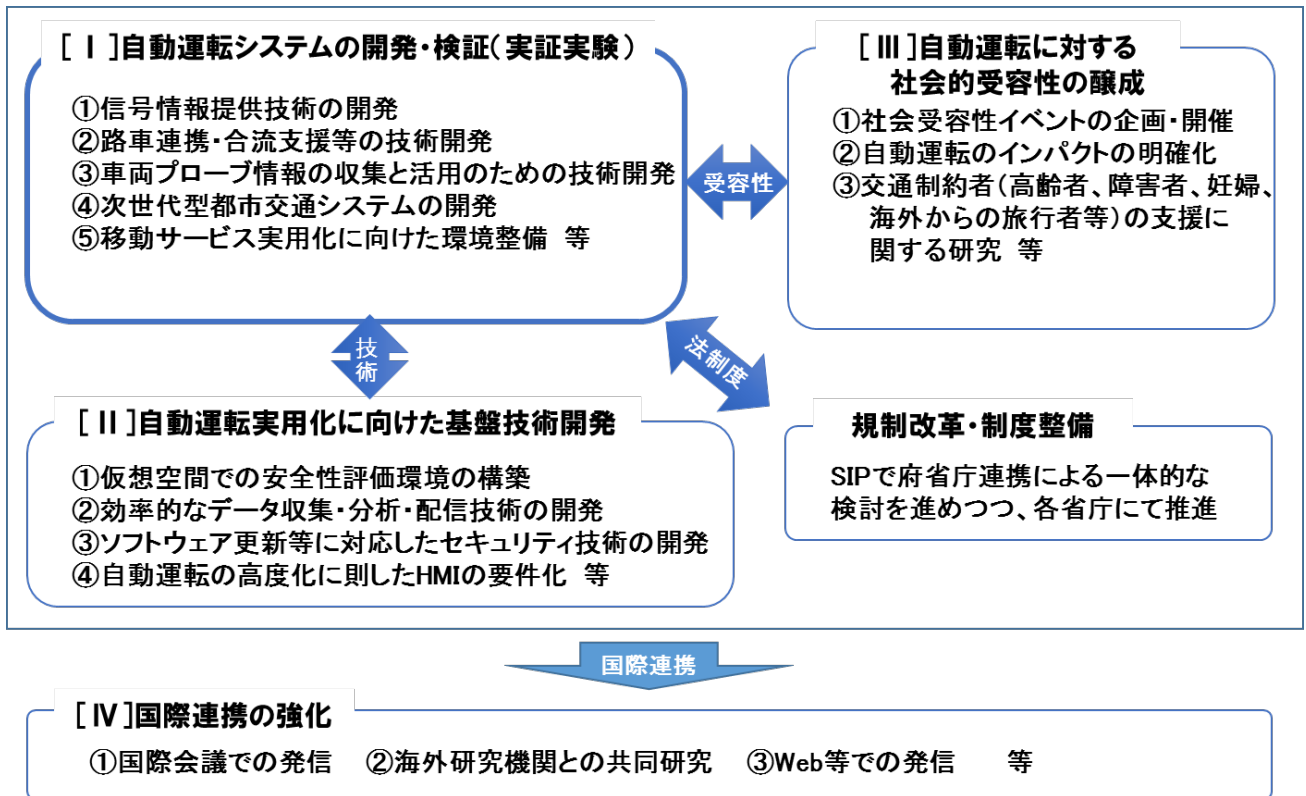 [Ⅰ]自動運転システムの開発・検証(実証実験)
①信号情報提供技術の開発
②路車連携・合流支援等の技術開発
③車両プローブ情報の収集と活用のための技術開発
④次世代型都市交通システムの開発
⑤移動サービス実用化に向けた環境整備 等
受容性
[Ⅲ]自動運転に対する
社会的受容性の醸成
①社会受容性イベントの企画・開催
②自動運転のインパクトの明確化
③交通制約者(高齢者、障害者、妊婦、
海外からの旅行者等)の支援に
関する研究 等
技
術
法制度
[Ⅱ]自動運転実用化に向けた基盤技術開発
①仮想空間での安全性評価環境の構築
②効率的なデータ収集・分析・配信技術の開発
③ソフトウェア更新等に対応したセキュリティ技術の開発
④自動運転の高度化に則したHMIの要件化 等
規制改革・制度整備
SIPで府省庁連携による一体的な
検討を進めつつ、各省庁にて推進
国際連携
[Ⅳ]国際連携の強化
①国際会議での発信 ②海外研究機関との共同研究 ③Web等での発信 等